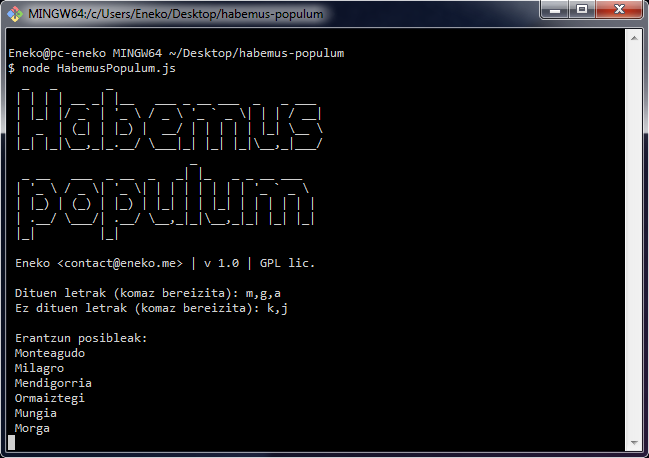 MINGW64:/c/Users/Eneko/Desktop/habemus-populum
Eneko@pc-eneko MINGW64 ~/Desktop/habemus-populum
$ node HabemusPopulum.js
Habemus
populum
Eneko <contact@eneko.me> | v 1.0 | GPL lic.
Dituen letrak (komaz bereizita): m,g,a
Ez dituen letrak (komaz bereizita): k,j
Erantzun posibleak:
Monteagudo
Milagro
Mendigorria
Ormaiztegi
Mungia
Morga